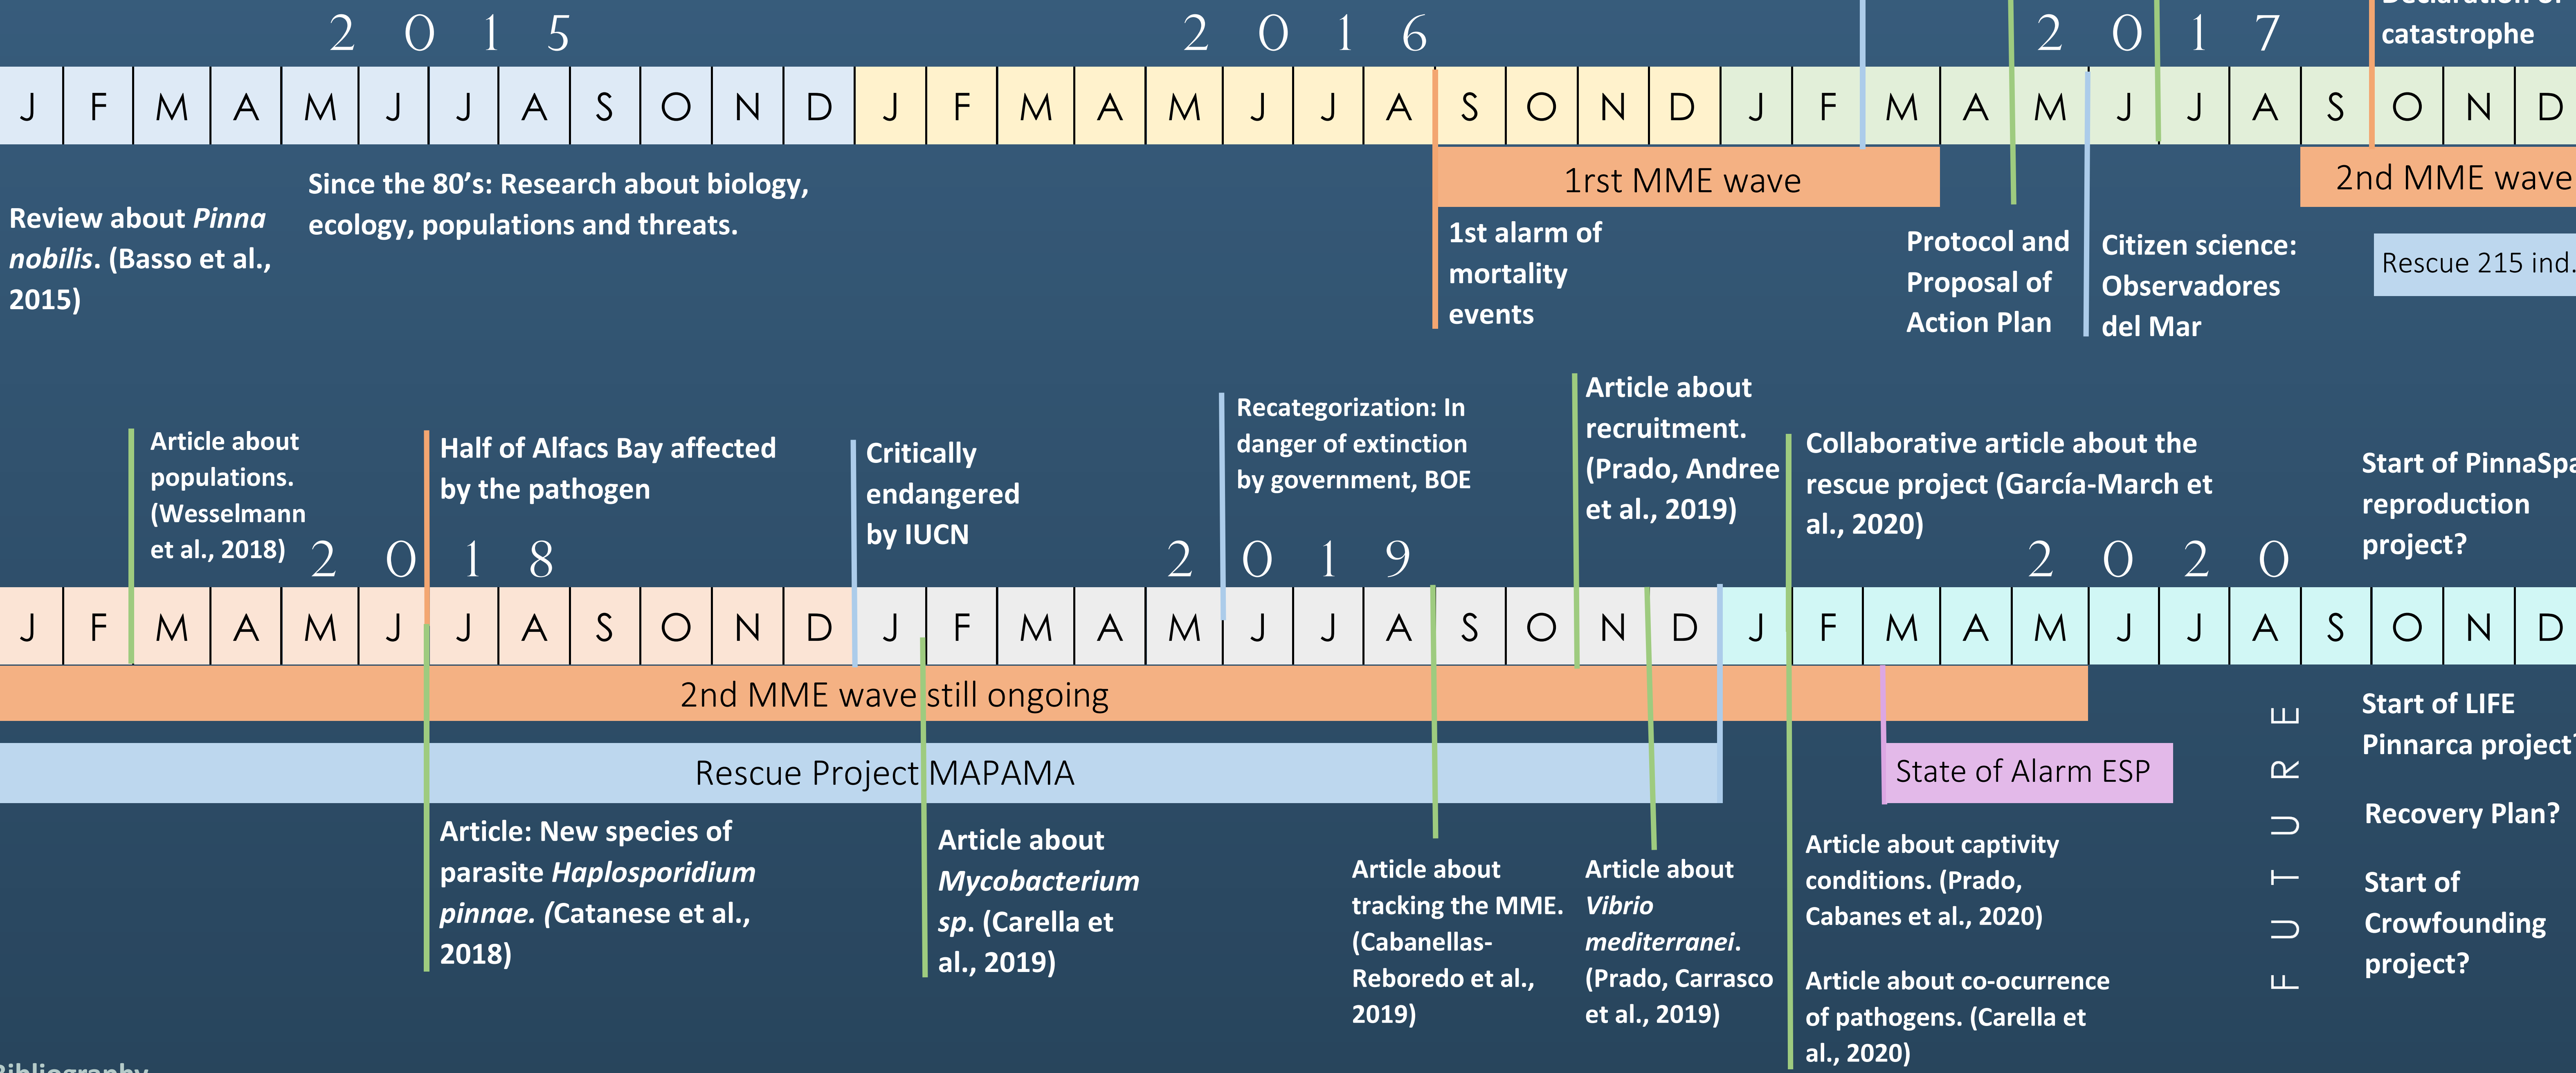 Declaration of
catastrophe
2 0 1 5
2 0 1 6
2 0 1 7
J F M A M J J A S O N D J F M A M J J A S O N D J F M A M J J A S O N D
1rst MME wave
2nd MME wave
Review about Pinna
nobilis. (Basso et al.,
2015)
Since the 80’s: Research about biology,
ecology, populations and threats.
1st alarm of
mortality
events
Protocol and
Proposal of
Action Plan
Citizen science:
Observadores
del Mar
Rescue 215 ind.
Article about
populations.
(Wesselmann
et al., 2018)
Half of Alfacs Bay affected
by the pathogen
Critically
endangered
by IUCN
Recategorization: In
danger of extinction
by government, BOE
Article about
recruitment.
(Prado, Andree
et al., 2019)
Collaborative article about the
rescue project (García-March et
al., 2020)
Start of PinnaSpa
reproduction
project?
2 0 1 8
2 0 1 9
2 0 2 0
J F M A M J J A S O N D J F M A M J J A S O N D J F M A M J J A S O N D
2nd MME wave still ongoing
Rescue Project MAPAMA
State of Alarm ESP
Article: New species of
parasite Haplosporidium
pinnae. (Catanese et al.,
2018)
Article about
Mycobacterium
sp. (Carella et
al., 2019)
Article about
tracking the MME.
(Cabanellas-
Reboredo et al.,
2019)
Article about
Vibrio
mediterranei.
(Prado, Carrasco
et al., 2019)
Article about captivity
conditions. (Prado,
Cabanes et al., 2020)
Article about co-ocurrence
of pathogens. (Carella et
al., 2020)
FUTURE
Start of LIFE
Pinnarca project?
Recovery Plan?
Start of
Crowfounding
project?
Bibliography